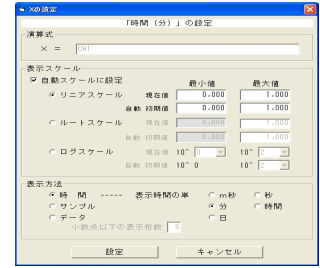 Xの設定
「時間（分）」の設定
演算式
X = CH1
表示スケール
自動スケールに設定 最小値 最大値
リニアスケール 現在値 0.000 1.000
自動 初期値 0.000 1.000
ルートスケール 現在値 0.000 1.000
自動 初期値 0.000 1.000
ログスケール 現在値 10^ 0 10^ 2
自動 初期値 10^ 0 10^ 2
表示方法
時 間 ----- 表示時間の単 m秒 秒
サンプル 分 時間
データ 日
小数点以下の表示桁数 3
設定 キャンセル